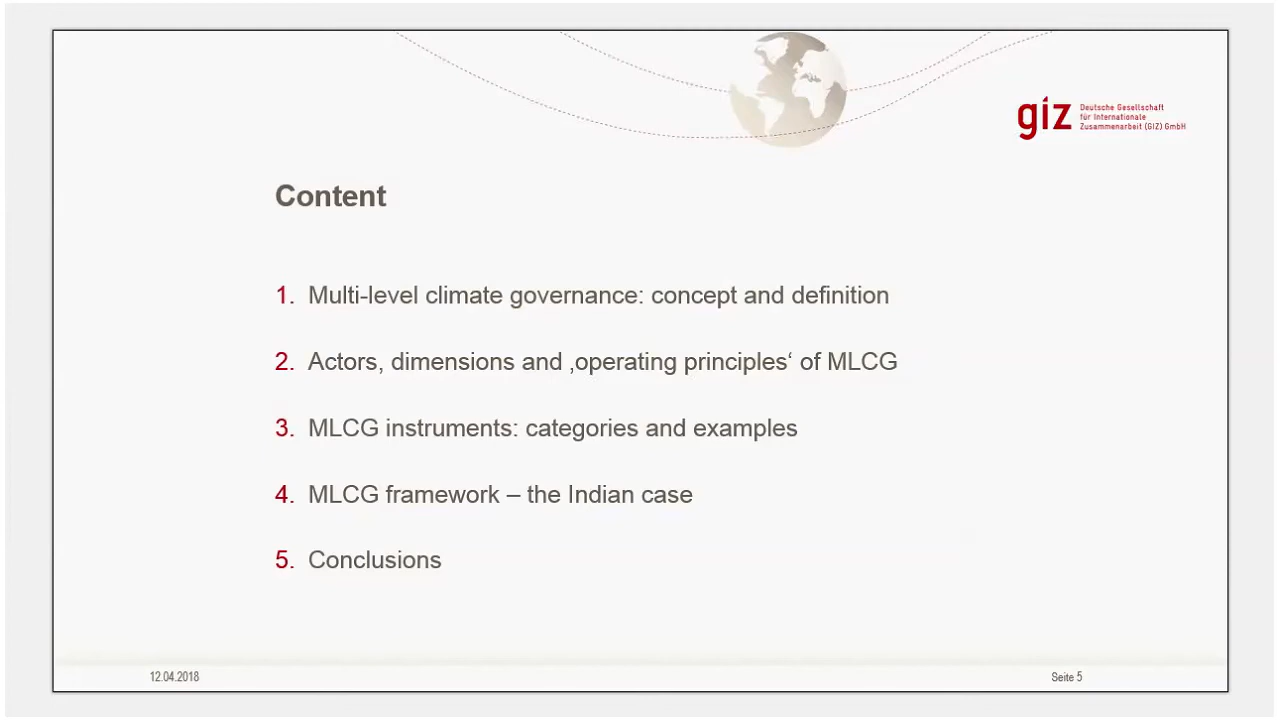 giz
Deutsche Gesellschaft
für Internationale
Zusammenarbeit (GIZ) GmbH
Content
1. Multi-level climate governance: concept and definition
2. Actors, dimensions and ‚operating principles‘ of MLCG
3. MLCG instruments: categories and examples
4. MLCG framework – the Indian case
5. Conclusions
12.04.2018
Seite 5